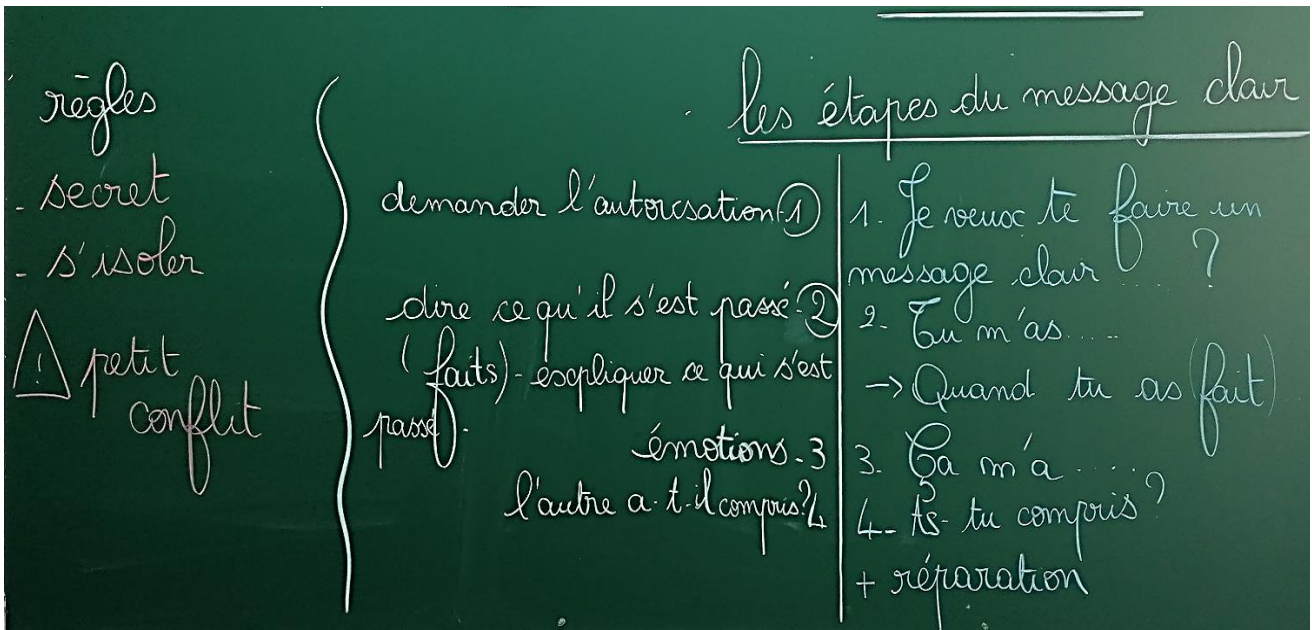 règles
- secret
- s'isoler
! petit
conflit
les étapes du message clair
demander l'autorisation-1
dire ce qu'il s'est passé-2
(faits)- expliquer ce qui s'est
passé).
émotions-3
l'autre a-t-il compris?4
1- Je veux te faire un
message clair ..... ?
2- Tu m'as.....
-> Quand tu as (fait)
3- Ça m'a .....
4- As-tu compris?
+ réparation